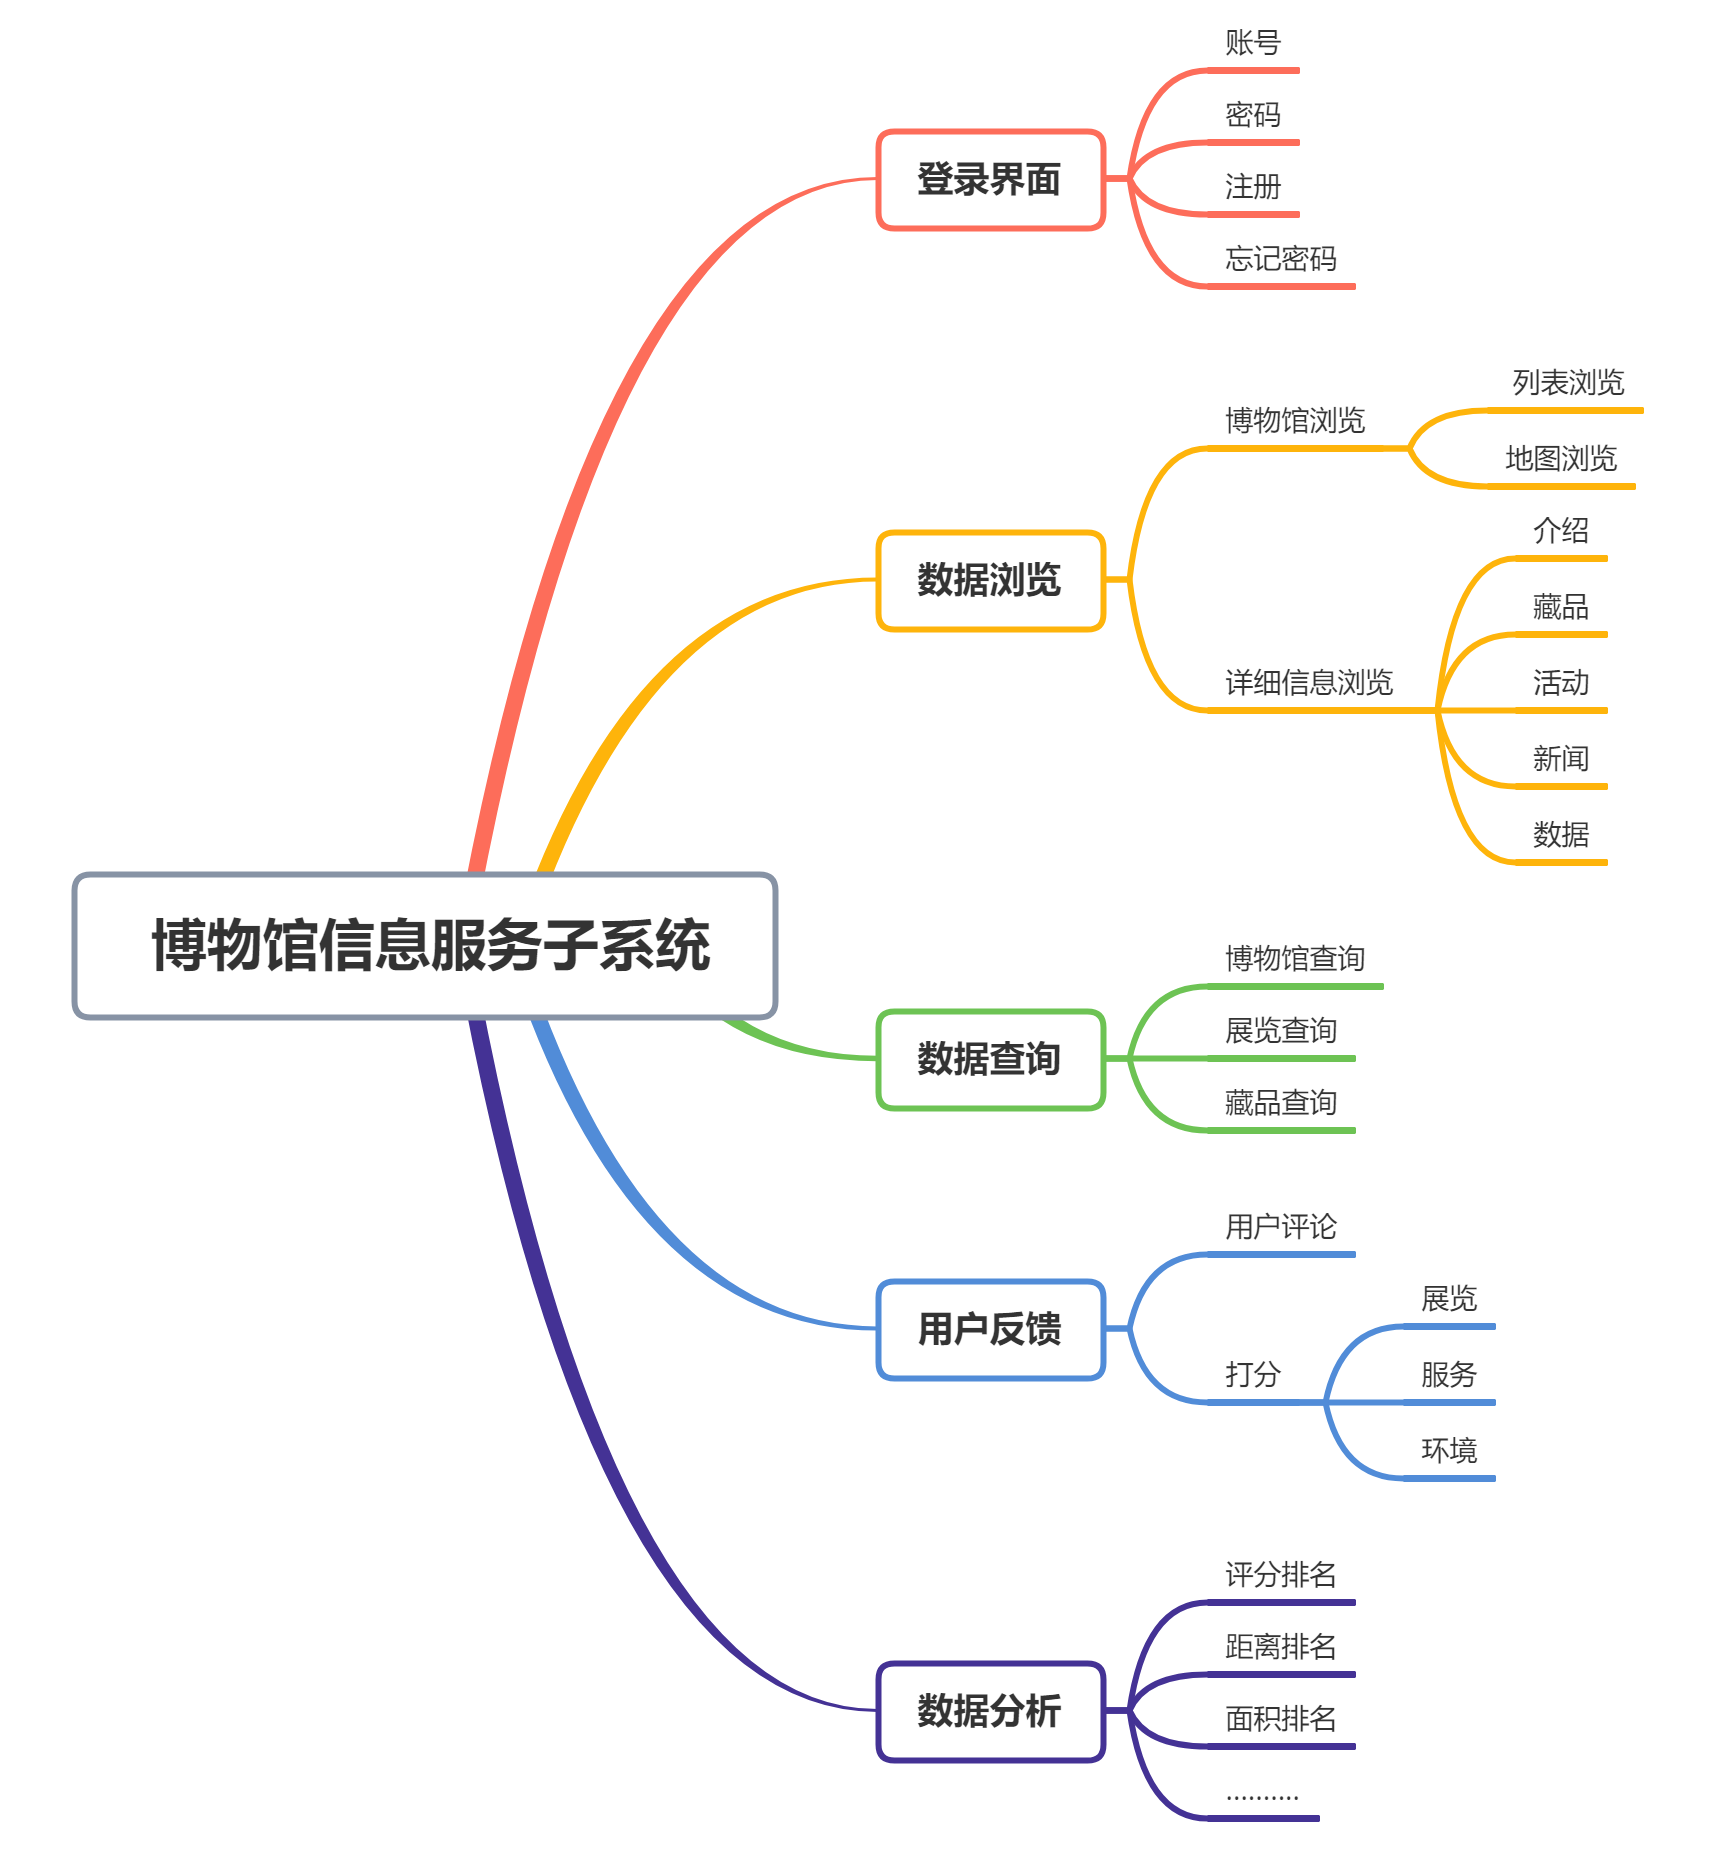 博物馆信息服务子系统
登录界面
账号
密码
注册
忘记密码
数据浏览
博物馆浏览
列表浏览
地图浏览
详细信息浏览
介绍
藏品
活动
新闻
数据
数据查询
博物馆查询
展览查询
藏品查询
用户反馈
用户评论
打分
展览
服务
环境
数据分析
评分排名
距离排名
面积排名
..........